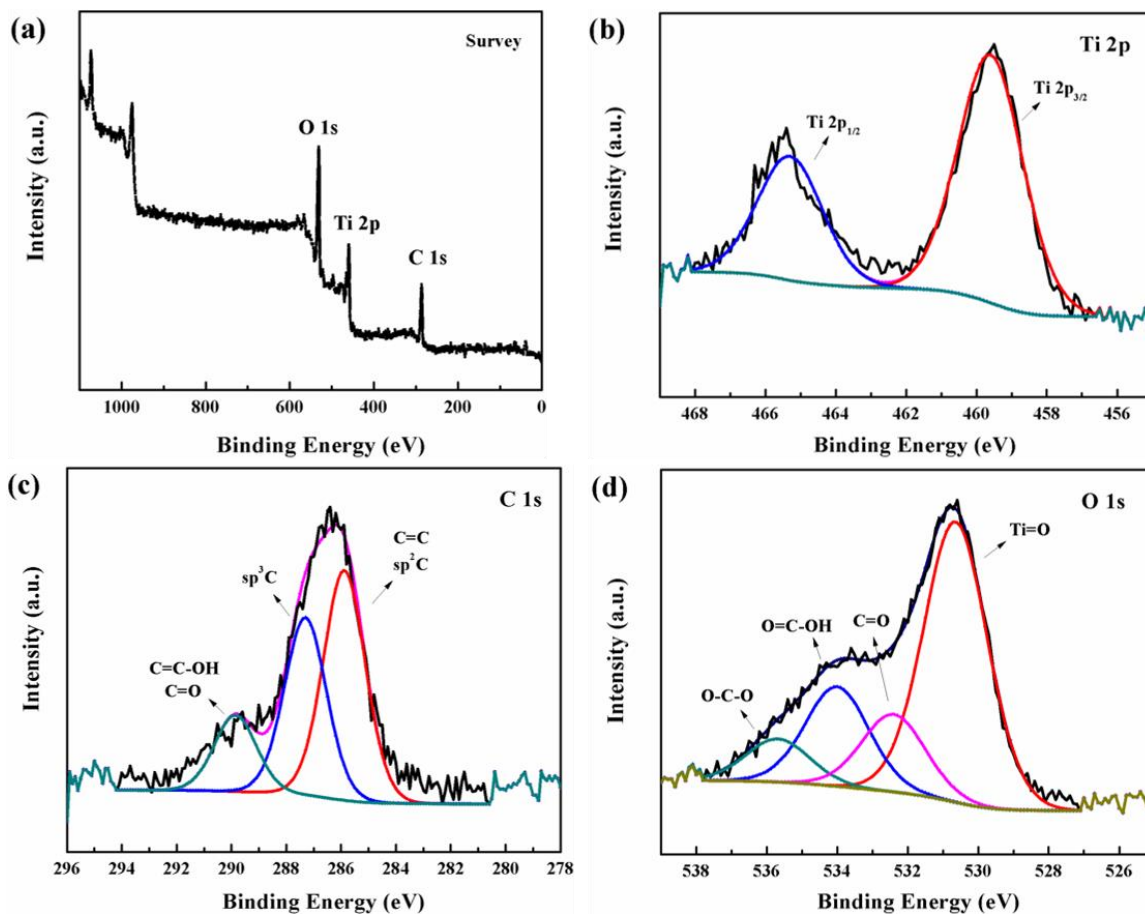 (a)
Survey
O 1s
Ti 2p
C 1s
Intensity (a.u.)
1000 800 600 400 200 0
Binding Energy (eV)
(b)
Ti 2p
Ti 2p3/2
Ti 2p1/2
Intensity (a.u.)
468 466 464 462 460 458 456
Binding Energy (eV)
(c)
C 1s
C=C
sp2C
sp3C
C=C-OH
C=O
Intensity (a.u.)
296 294 292 290 288 286 284 282 280 278
Binding Energy (eV)
(d)
O 1s
Ti=O
C=O
O=C-OH
O-C-O
Intensity (a.u.)
538 536 534 532 530 528 526
Binding Energy (eV)